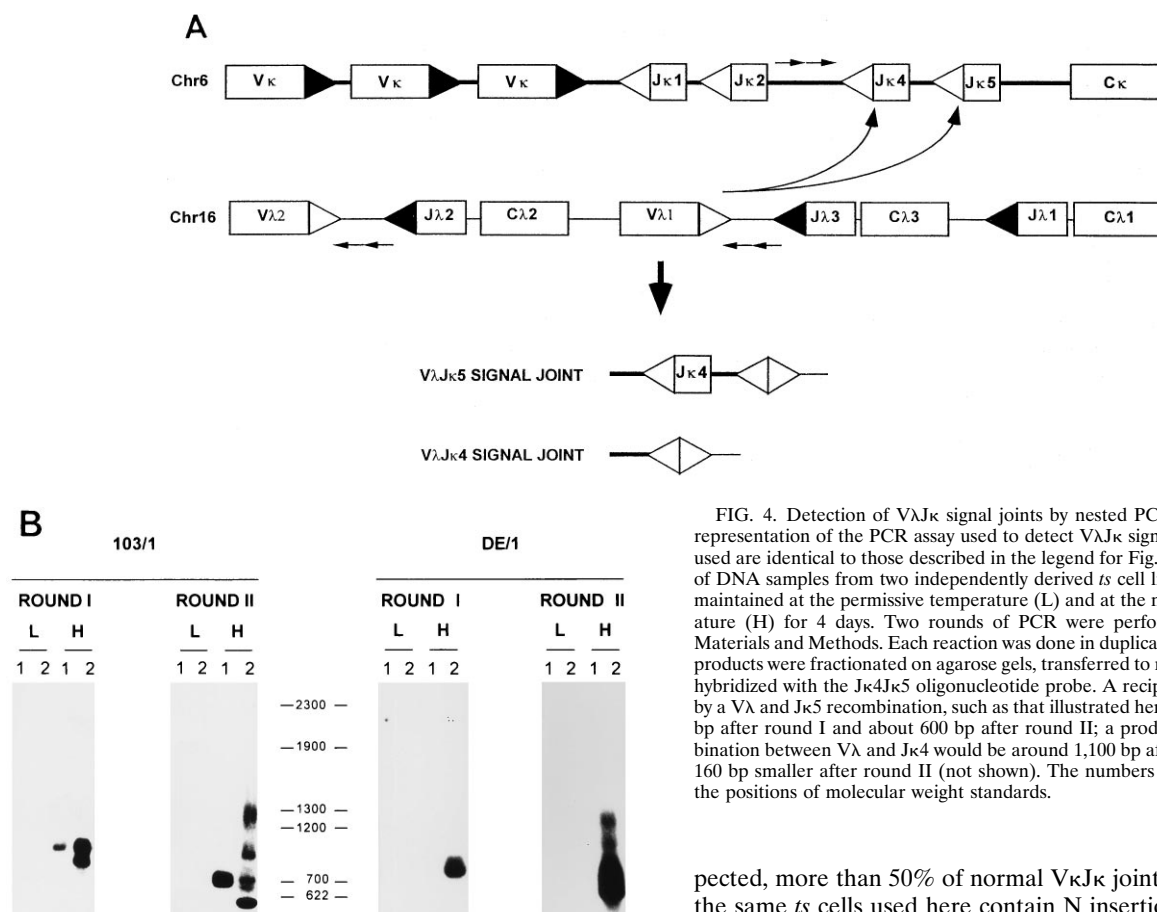 A
Chr6 Vκ Vκ Vκ Jκ1 Jκ2 Jκ4 Jκ5 Cκ
Chr16 Vλ2 Jλ2 Cλ2 Vλ1 Jλ3 Cλ3 Jλ1 Cλ1
VλJκ5 SIGNAL JOINT Jκ4
VλJκ4 SIGNAL JOINT
B
103/1 DE/1
ROUND I ROUND II ROUND I ROUND II
L H L H L H L H
1 2 1 2 1 2 1 2 1 2 1 2 1 2 1 2
— 2300 —
— 1900 —
— 1300 —
— 1200 —
— 700 —
— 622 —
FIG. 4. Detection of VλJκ signal joints by nested PC
representation of the PCR assay used to detect VλJκ sign
used are identical to those described in the legend for Fig.
of DNA samples from two independently derived ts cell li
maintained at the permissive temperature (L) and at the n
ature (H) for 4 days. Two rounds of PCR were perfor
Materials and Methods. Each reaction was done in duplica
products were fractionated on agarose gels, transferred to n
hybridized with the Jκ4Jκ5 oligonucleotide probe. A recip
by a Vλ and Jκ5 recombination, such as that illustrated her
bp after round I and about 600 bp after round II; a prod
bination between Vλ and Jκ4 would be around 1,100 bp af
160 bp smaller after round II (not shown). The numbers
the positions of molecular weight standards.
pected, more than 50% of normal VκJκ joint
the same ts cells used here contain N insertio